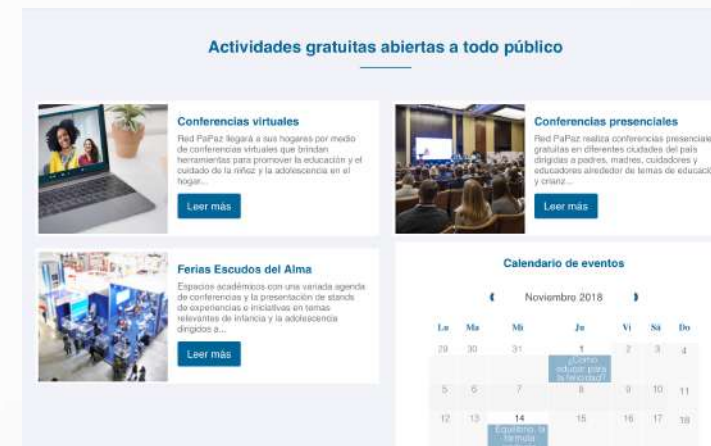 Actividades gratuitas abiertas a todo público
Conferencias virtuales
Red PaPaz llegará a sus hogares por medio
de conferencias virtuales que brindan
herramientas para promover la educación y el
cuidado de la niñez y la adolescencia en el
hogar...
Leer más
Conferencias presenciales
Red PaPaz realiza conferencias presenciale
gratuitas en diferentes ciudades del país
dirigidas a padres, madres, cuidadores y
educadores alrededor de temas de educació
y crianz...
Leer más
Ferias Escudos del Alma
Espacios académicos con una variada agenda
de conferencias y la presentación de stands
de experiencias e iniciativas en temas
relevantes de infancia y la adolescencia
dirigidos a...
Leer más
Calendario de eventos
Noviembre 2018
Lu Ma Mi Ju Vi Sá Do
29 30 31 1 2 3 4
¿Cómo
educar para
la felicidad?
5 6 7 8 9 10 11
12 13 14 15 16 17 18
Equilibrio, la
fórmula